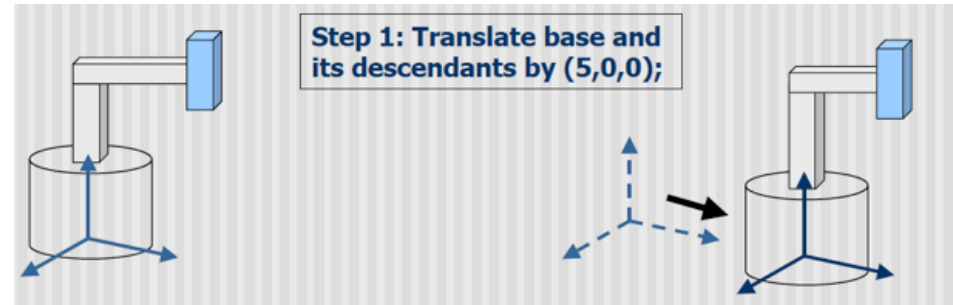 Step 1: Translate base and
its descendants by (5,0,0);